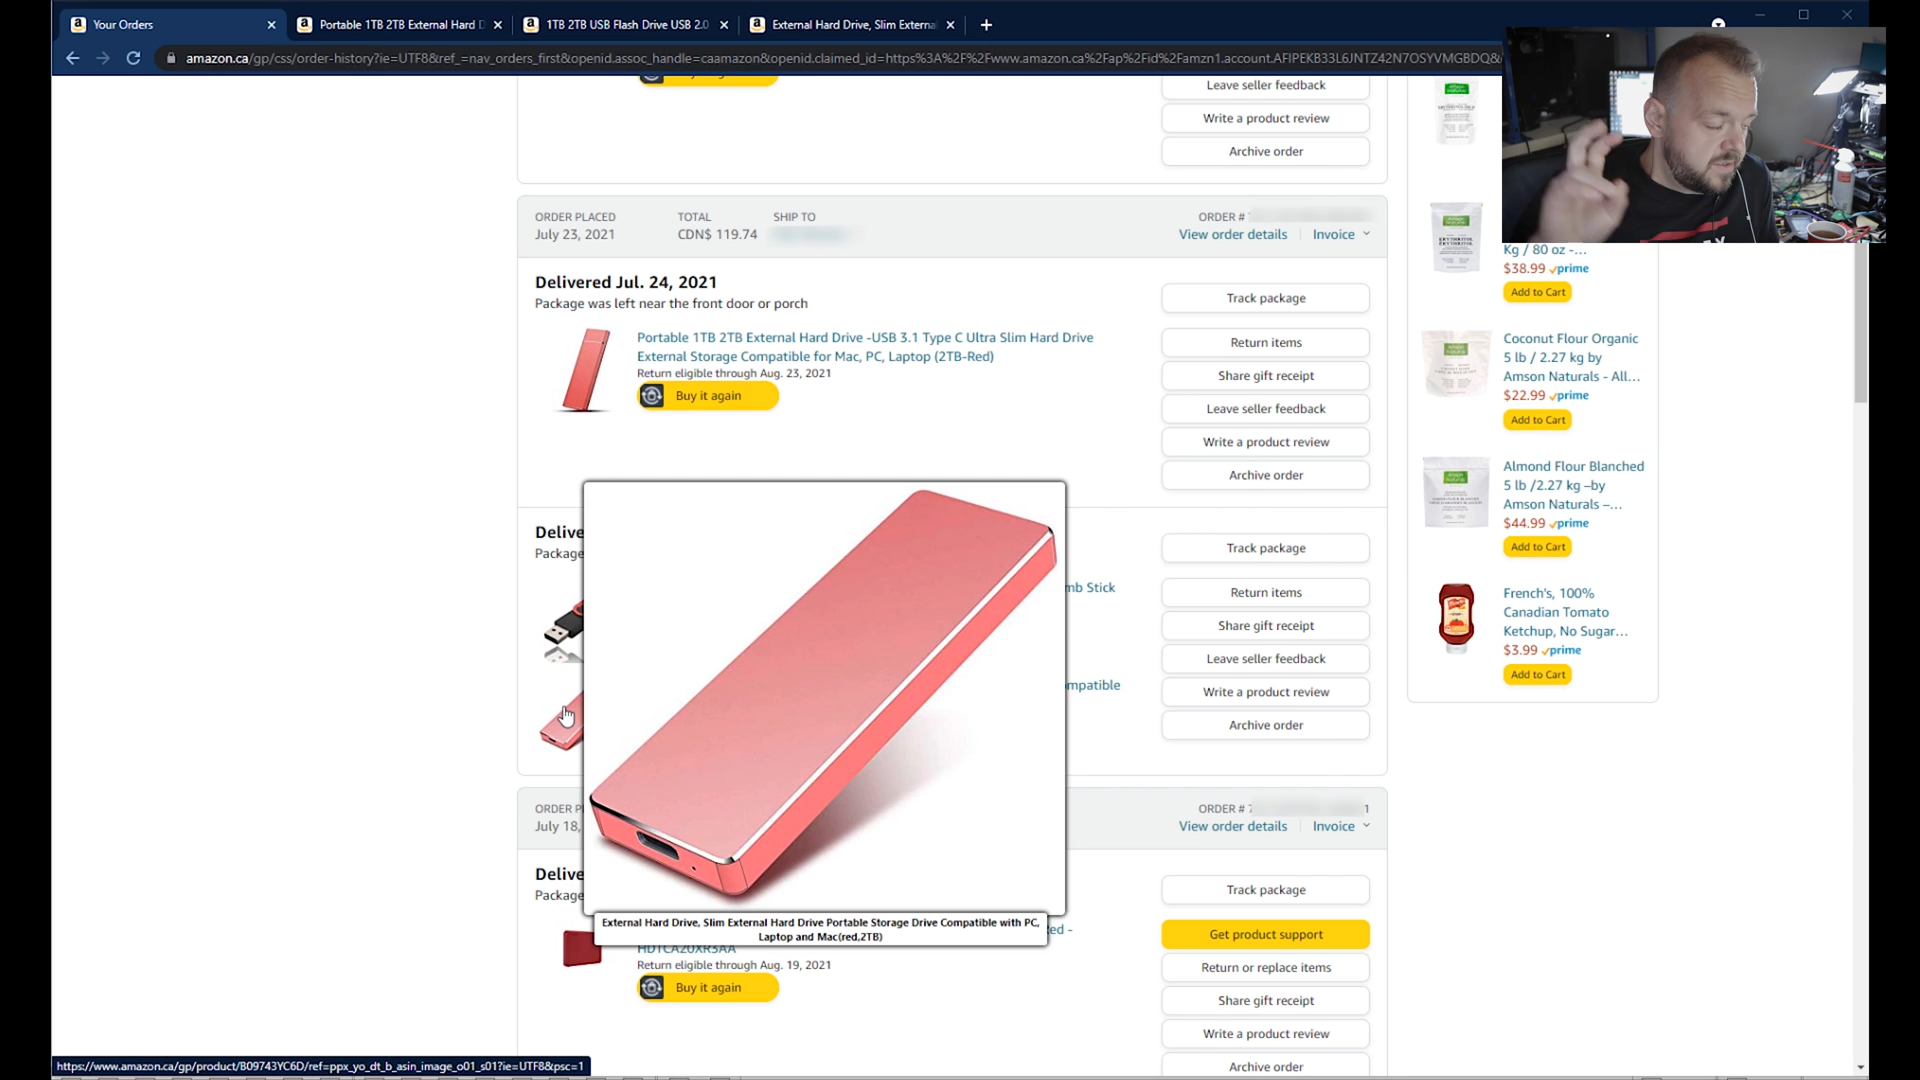 Your Orders
Portable 1TB 2TB External Hard D
1TB 2TB USB Flash Drive USB 2.0
External Hard Drive, Slim Externa
amazon.ca/gp/css/order-history?ie=UTF8&ref_=nav_orders_first&openid.assoc_handle=caamazon&openid.claimed_id=https%3A%2F%2Fwww.amazon.ca%2Fap%2Fid%2Famzn1.account.AFIPEKB33L6JNTZ42N7OSYVMGBDQ&
Leave seller feedback
Write a product review
Archive order
ORDER PLACED
July 23, 2021
TOTAL
CDN$ 119.74
SHIP TO
ORDER #
View order details
Invoice
Delivered Jul. 24, 2021
Package was left near the front door or porch
Portable 1TB 2TB External Hard Drive -USB 3.1 Type C Ultra Slim Hard Drive
External Storage Compatible for Mac, PC, Laptop (2TB-Red)
Return eligible through Aug. 23, 2021
Buy it again
Track package
Return items
Share gift receipt
Leave seller feedback
Write a product review
Archive order
Delive
Package
mb Stick
ompatible
Track package
Return items
Share gift receipt
Leave seller feedback
Write a product review
Archive order
ORDER P
July 18,
ORDER # 7
1
View order details
Invoice
Delive
Package
External Hard Drive, Slim External Hard Drive Portable Storage Drive Compatible with PC,
Laptop and Mac(red,2TB)
ed -
HDTCA20XR3AA
Return eligible through Aug. 19, 2021
Buy it again
Track package
Get product support
Return or replace items
Share gift receipt
Write a product review
Archive order
Kg / 80 oz -...
$38.99 prime
Add to Cart
Coconut Flour Organic
5 lb / 2.27 kg by
Amson Naturals - All...
$22.99 prime
Add to Cart
Almond Flour Blanched
5 lb /2.27 kg –by
Amson Naturals –...
$44.99 prime
Add to Cart
French's, 100%
Canadian Tomato
Ketchup, No Sugar...
$3.99 prime
Add to Cart
https://www.amazon.ca/gp/product/B09743YC6D/ref=ppx_yo_dt_b_asin_image_o01_s01?ie=UTF8&psc=1